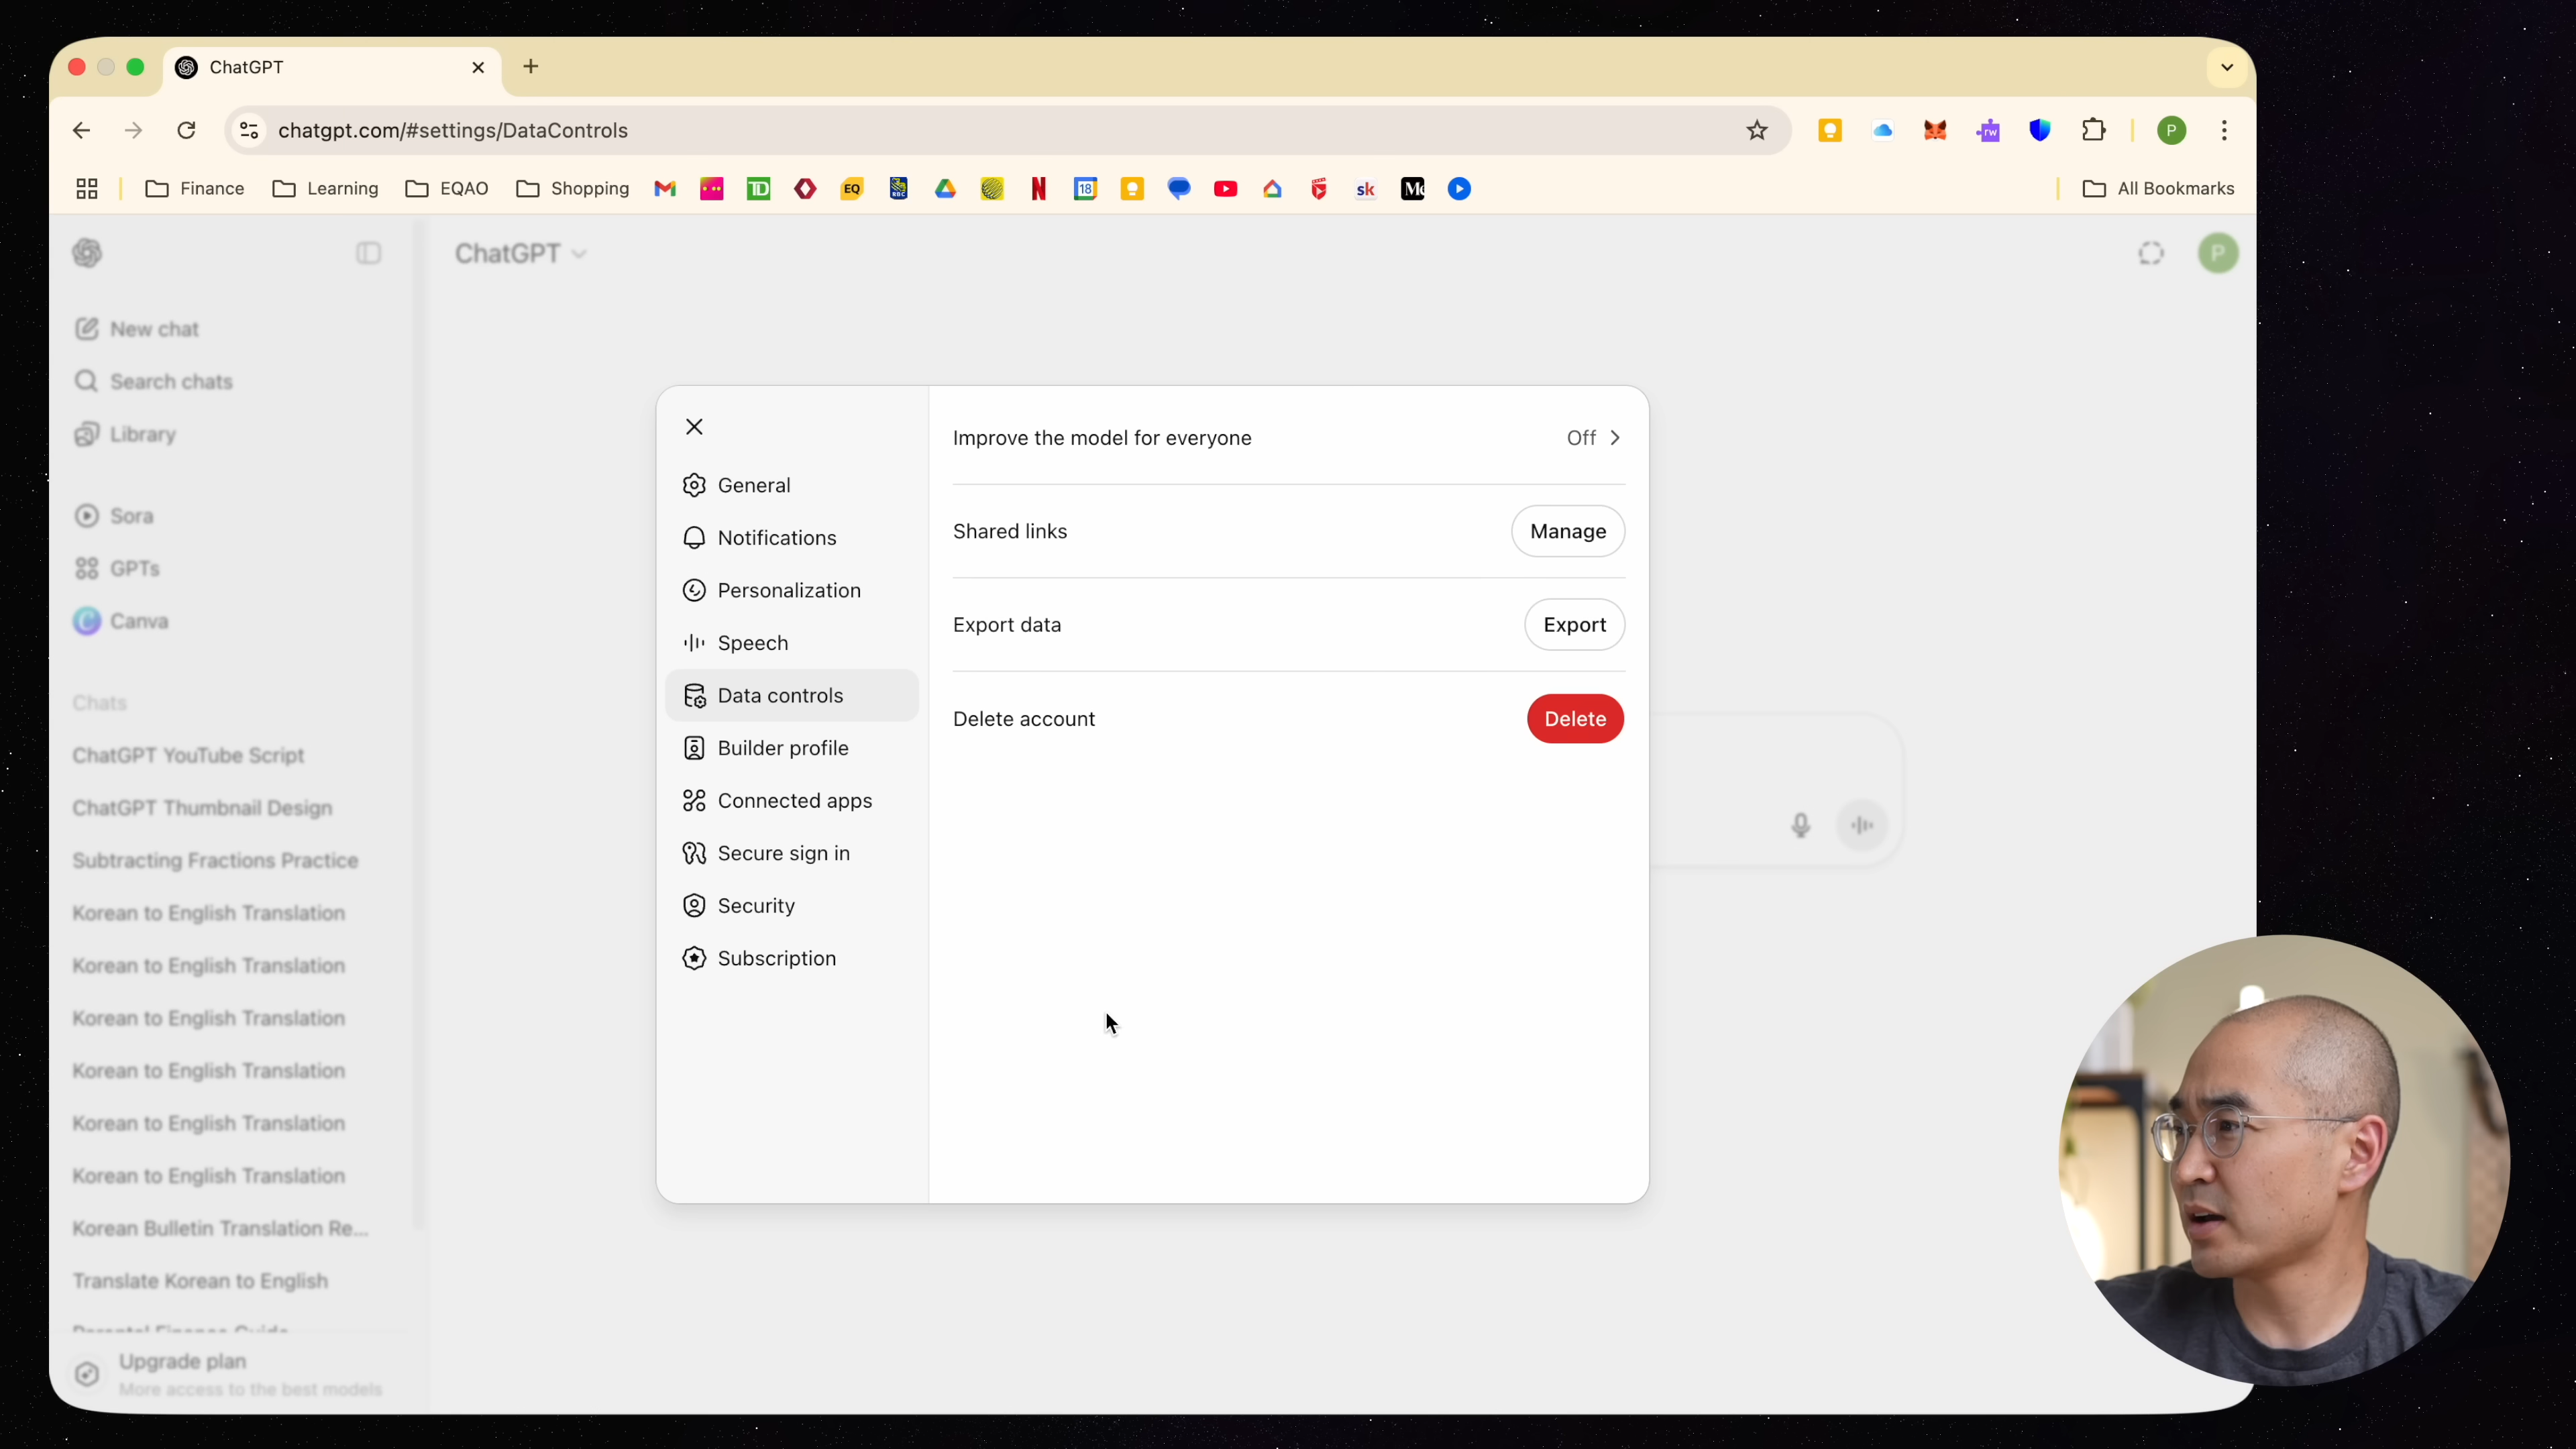 ChatGPT
chatgpt.com/#settings/DataControls
P
Finance
Learning
EQAO
Shopping
TD
EQ
RBC
N
18
sk
All Bookmarks
ChatGPT
P
New chat
Search chats
Library
Sora
GPTs
Canva
Chats
ChatGPT YouTube Script
ChatGPT Thumbnail Design
Subtracting Fractions Practice
Korean to English Translation
Korean to English Translation
Korean to English Translation
Korean to English Translation
Korean to English Translation
Korean to English Translation
Korean Bulletin Translation Re...
Translate Korean to English
Upgrade plan
More access to the best models
General
Notifications
Personalization
Speech
Data controls
Builder profile
Connected apps
Secure sign in
Security
Subscription
Improve the model for everyone
Off
Shared links
Manage
Export data
Export
Delete account
Delete